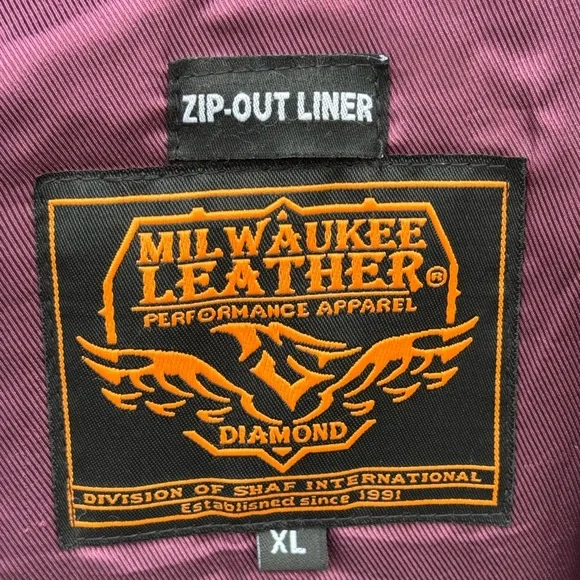 ZIP-OUT LINER
MILWAUKEE
LEATHER®
PERFORMANCE APPAREL
DIAMOND
DIVISION OF SHAF INTERNATIONAL
Established since 1991
XL